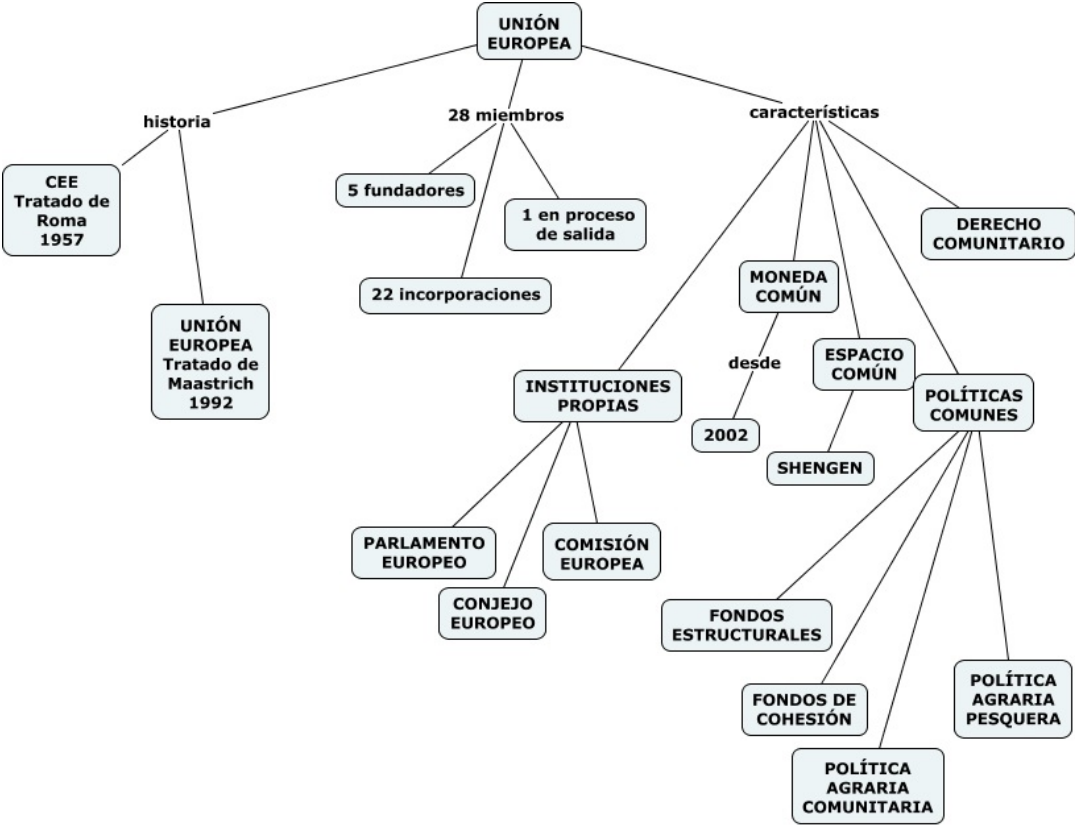 UNIÓN
EUROPEA
historia
28 miembros
características
CEE
Tratado de
Roma
1957
5 fundadores
1 en proceso
de salida
DERECHO
COMUNITARIO
22 incorporaciones
MONEDA
COMÚN
UNIÓN
EUROPEA
Tratado de
Maastrich
1992
desde
ESPACIO
COMÚN
INSTITUCIONES
PROPIAS
POLÍTICAS
COMUNES
2002
SHENGEN
PARLAMENTO
EUROPEO
COMISIÓN
EUROPEA
CONJEJO
EUROPEO
FONDOS
ESTRUCTURALES
FONDOS DE
COHESIÓN
POLÍTICA
AGRARIA
PESQUERA
POLÍTICA
AGRARIA
COMUNITARIA